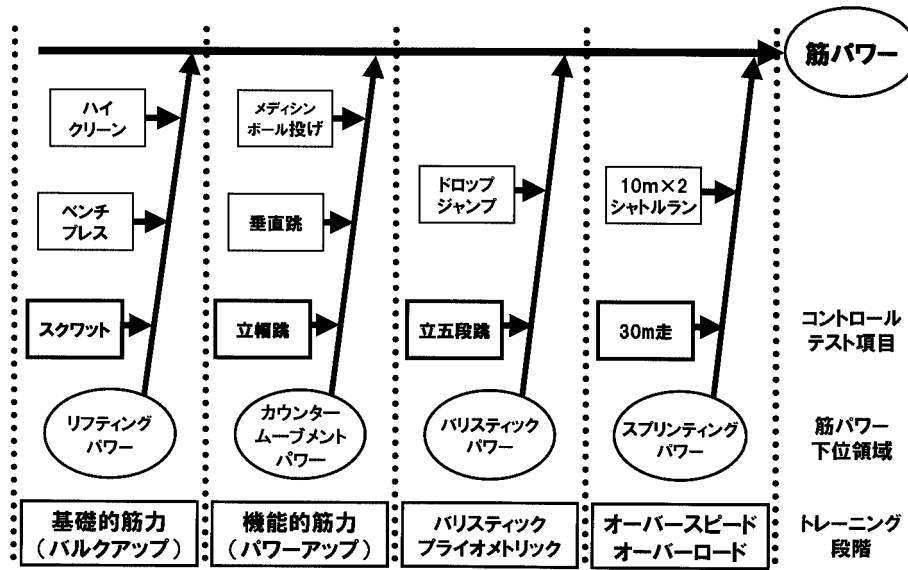 筋パワー
ハイ
クリーン
ベンチ
プレス
スクワット
リフティング
パワー
基礎的筋力
(バルクアップ)
メディシン
ボール投げ
垂直跳
立幅跳
カウンター
ムーブメント
パワー
機能的筋力
(パワーアップ)
ドロップ
ジャンプ
立五段跳
バリスティック
パワー
バリスティック
プライオメトリック
10m×2
シャトルラン
30m走
スプリンティング
パワー
オーバースピード
オーバーロード
コントロール
テスト項目
筋パワー
下位領域
トレーニング
段階